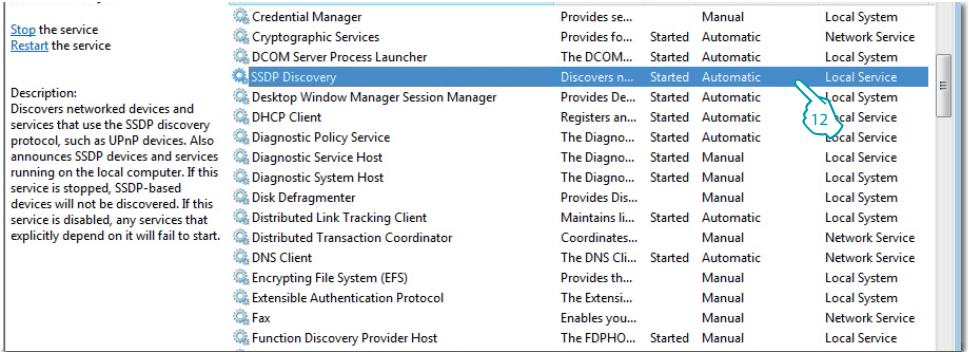 Stop the service
Restart the service
Description:
Discovers networked devices and
services that use the SSDP discovery
protocol, such as UPnP devices. Also
announces SSDP devices and services
running on the local computer. If this
service is stopped, SSDP-based
devices will not be discovered. If this
service is disabled, any services that
explicitly depend on it will fail to start.
Credential Manager Provides se... Manual Local System
Cryptographic Services Provides fo... Started Automatic Network Service
DCOM Server Process Launcher The DCOM... Started Automatic Local System
SSDP Discovery Discovers n... Started Automatic Local Service
Desktop Window Manager Session Manager Provides De... Started Automatic Local System
DHCP Client Registers an... Started Automatic Local Service
12
Diagnostic Policy Service The Diagno... Started Automatic Local Service
Diagnostic Service Host The Diagno... Started Manual Local Service
Diagnostic System Host The Diagno... Started Manual Local System
Disk Defragmenter Provides Dis... Manual Local System
Distributed Link Tracking Client Maintains li... Started Automatic Local System
Distributed Transaction Coordinator Coordinates... Manual Network Service
DNS Client The DNS Cli... Started Automatic Network Service
Encrypting File System (EFS) Provides th... Manual Local System
Extensible Authentication Protocol The Extensi... Manual Local System
Fax Enables you... Manual Network Service
Function Discovery Provider Host The FDPHO... Started Manual Local Service